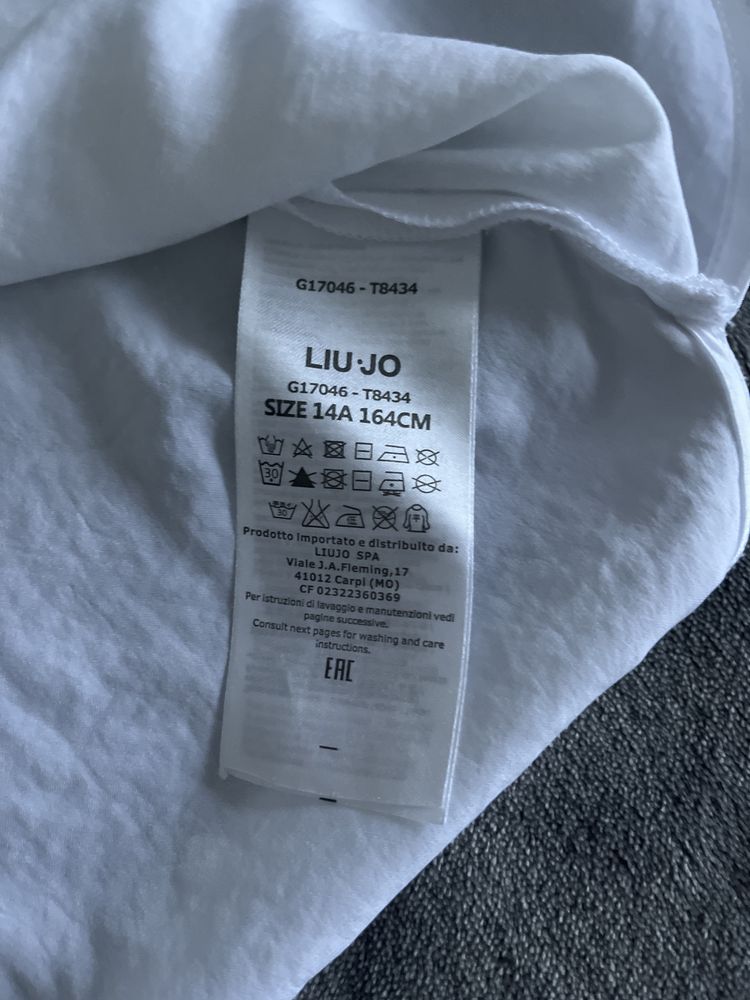 G17046 - T8434
LIU·JO
G17046 - T8434
SIZE 14A 164CM
30
30
Prodotto importato e distribuito da:
LIUJO SPA
Viale J.A.Fleming,17
41012 Carpi (MO)
CF 02322360369
Per istruzioni di lavaggio e manutenzioni vedi
pagine successive.
Consult next pages for washing and care
instructions.
EAC